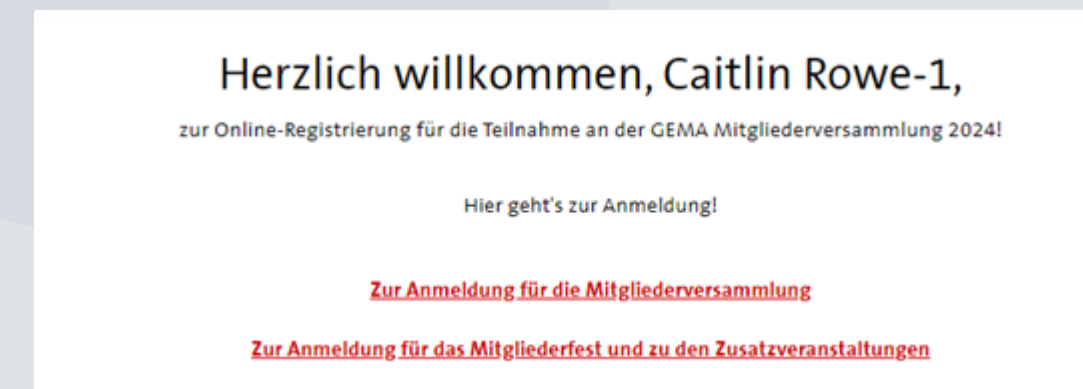 Herzlich willkommen, Caitlin Rowe-1,
zur Online-Registrierung für die Teilnahme an der GEMA Mitgliederversammlung 2024!
Hier geht's zur Anmeldung!
Zur Anmeldung für die Mitgliederversammlung
Zur Anmeldung für das Mitgliederfest und zu den Zusatzveranstaltungen